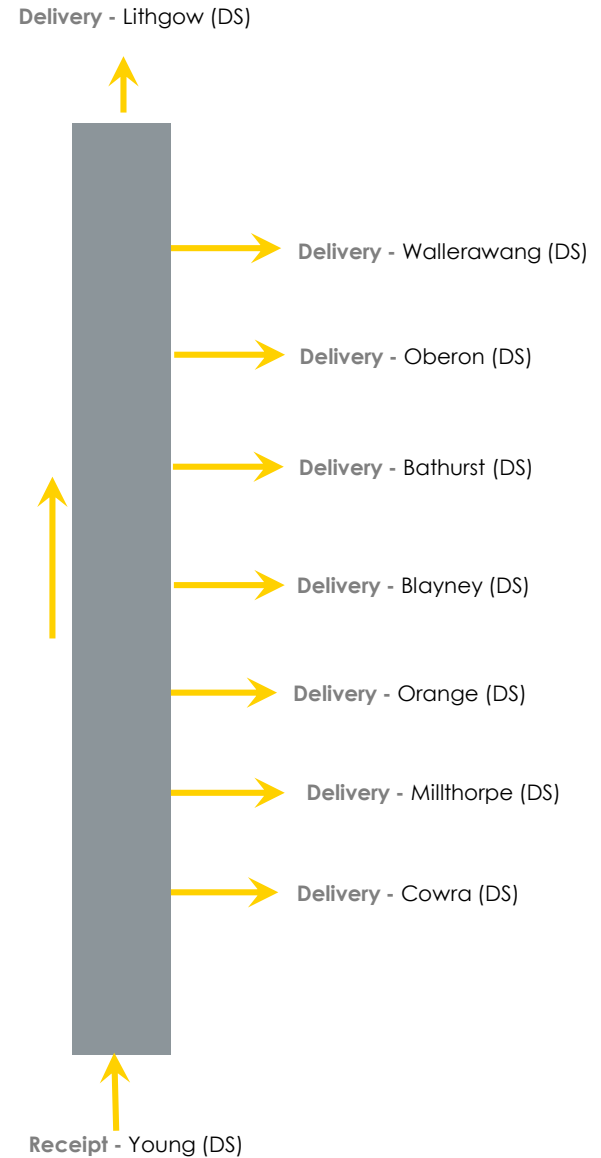 Delivery - Lithgow (DS)
Delivery - Wallerawang (DS)
Delivery - Oberon (DS)
Delivery - Bathurst (DS)
Delivery - Blayney (DS)
Delivery - Orange (DS)
Delivery - Millthorpe (DS)
Delivery - Cowra (DS)
Receipt - Young (DS)